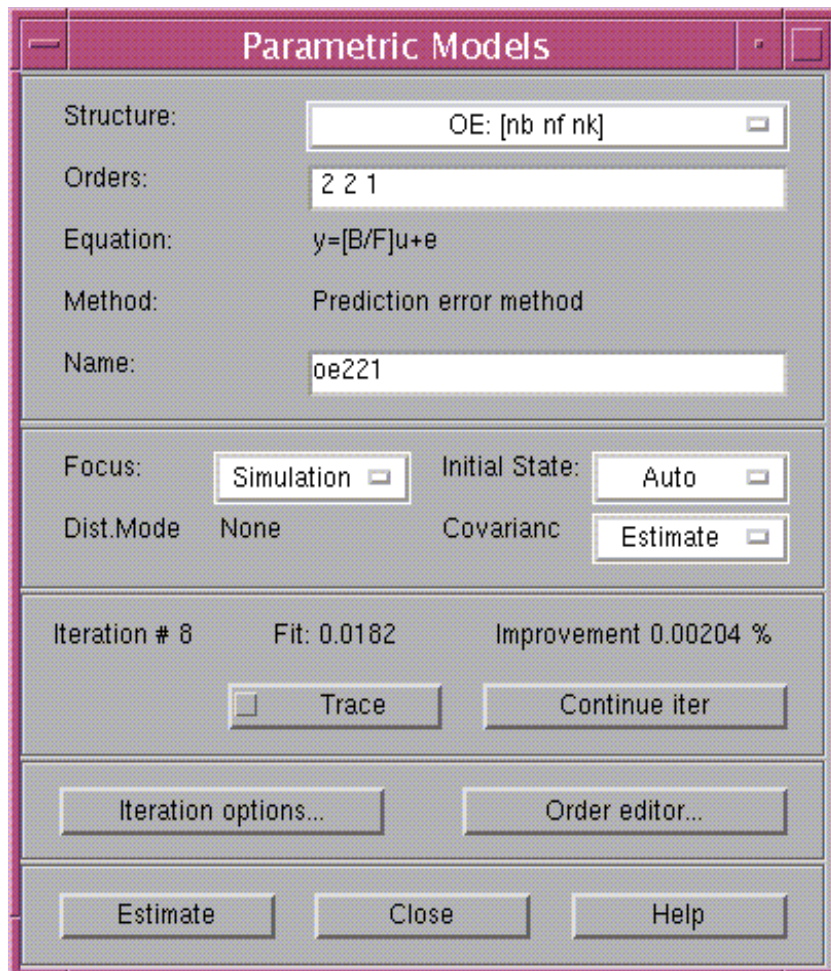 Parametric Models
Structure: OE: [nb nf nk]
Orders: 2 2 1
Equation: y=[B/F]u+e
Method: Prediction error method
Name: oe221
Focus: Simulation Initial State: Auto
Dist.Mode None Covarianc Estimate
Iteration # 8 Fit: 0.0182 Improvement 0.00204 %
Trace Continue iter
Iteration options... Order editor...
Estimate Close Help